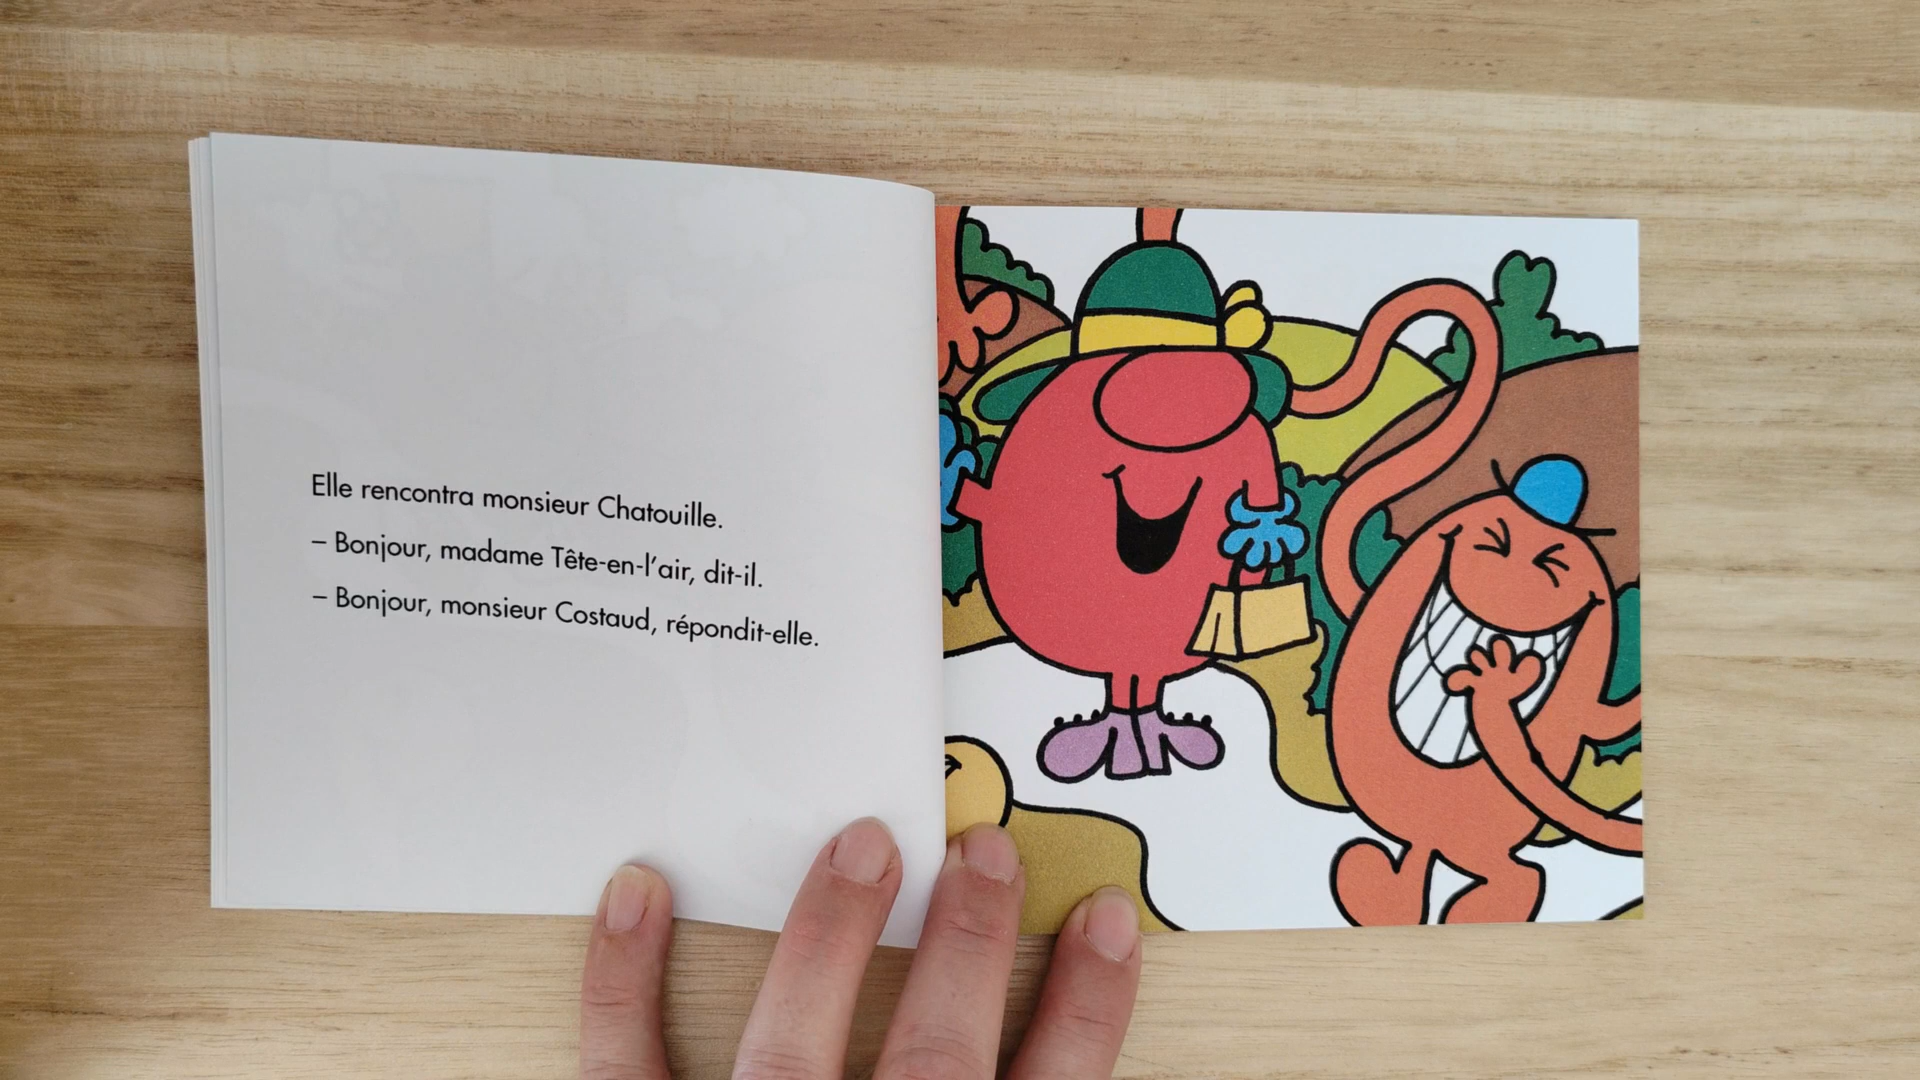 Elle rencontra monsieur Chatouille.
– Bonjour, madame Tête-en-l’air, dit-il.
– Bonjour, monsieur Costaud, répondit-elle.